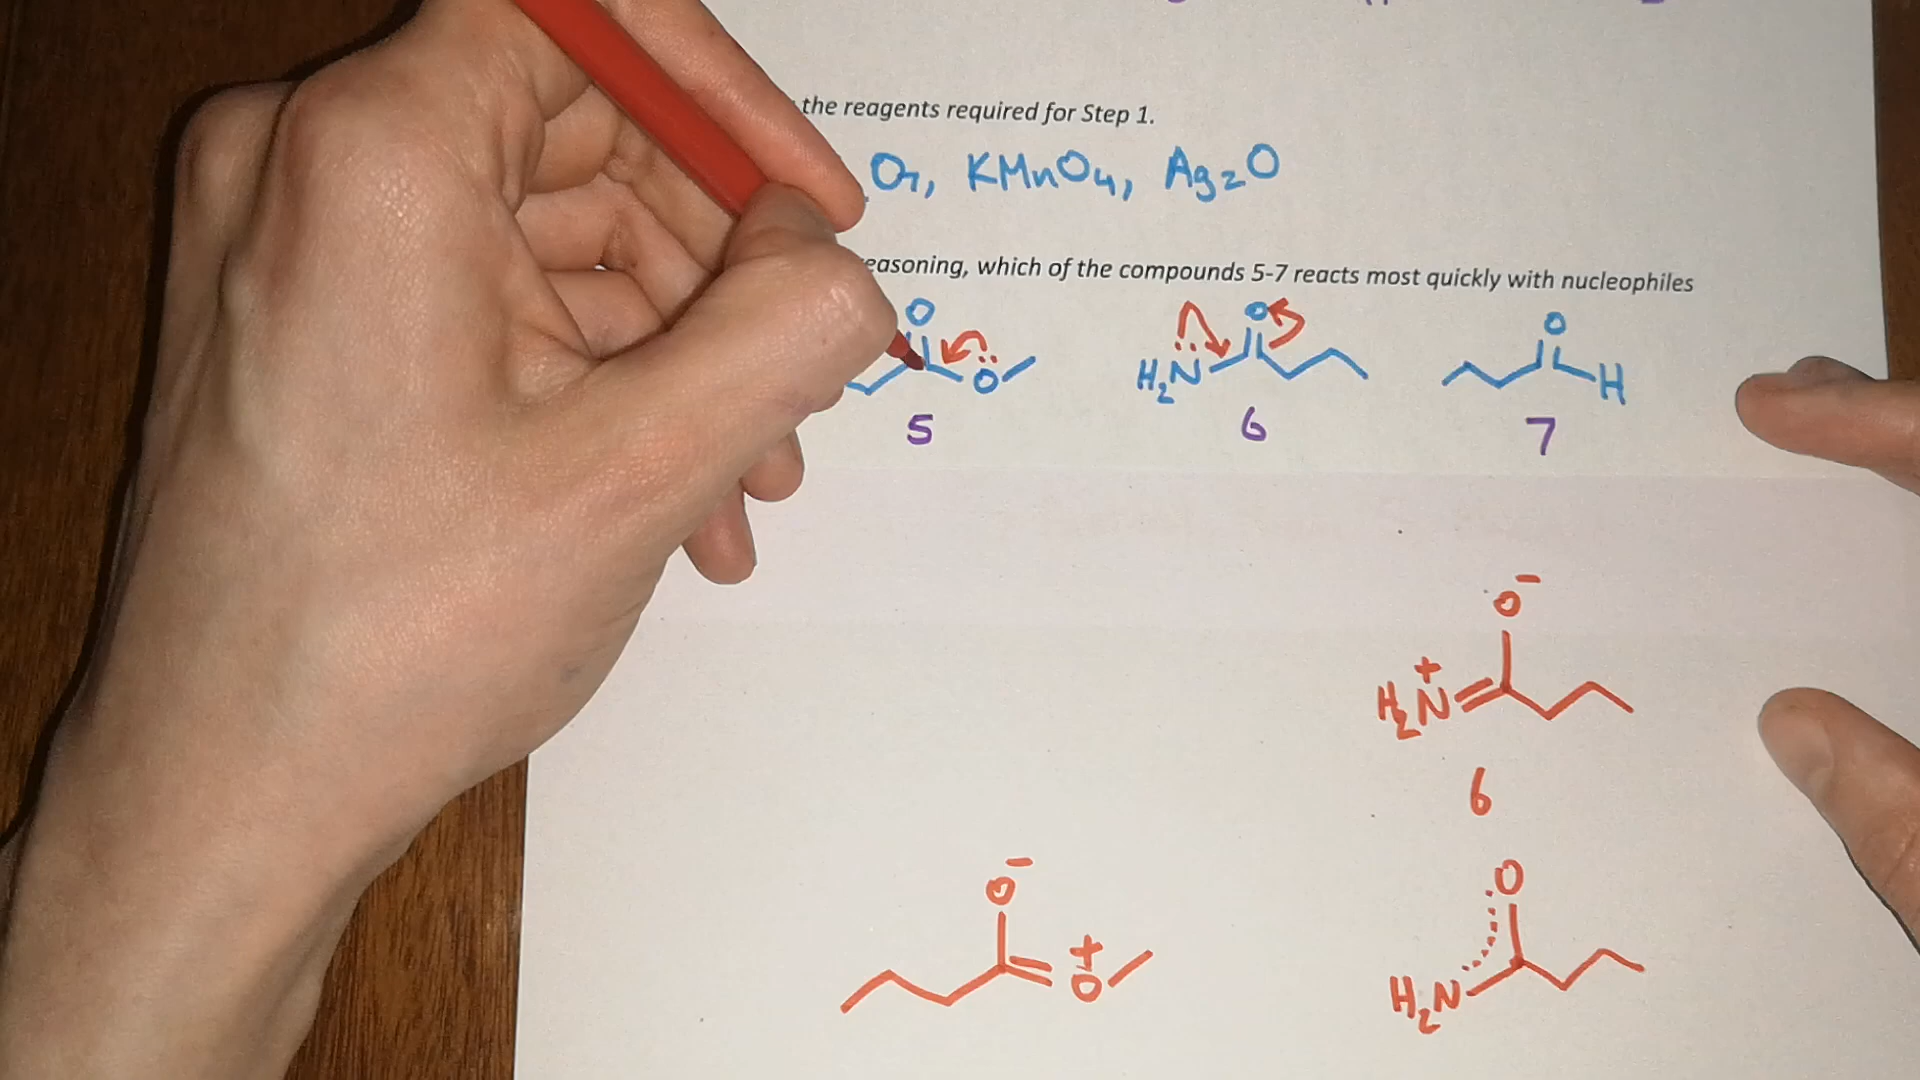 the reagents required for Step 1.
O7, KMnO4, Ag2O
easoning, which of the compounds 5-7 reacts most quickly with nucleophiles
O O O
H2N O H
5 6 7
O-
H2N+
6
O- O
O+ H2N